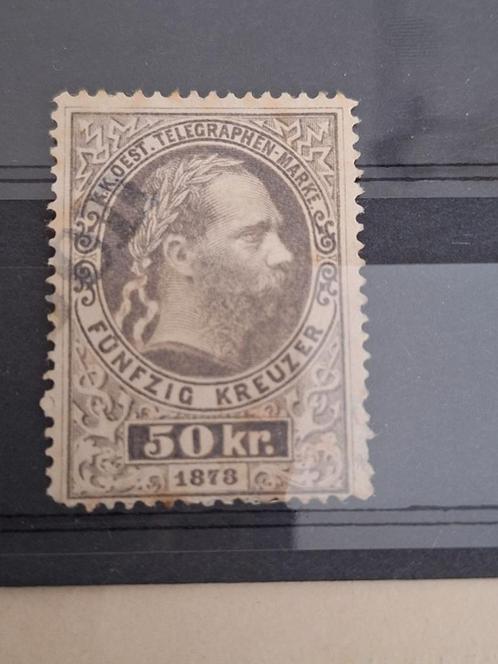 K.K. OEST. TELEGRAPHEN-MARKE.
FÜNFZIG KREUZER
50 kr.
1873